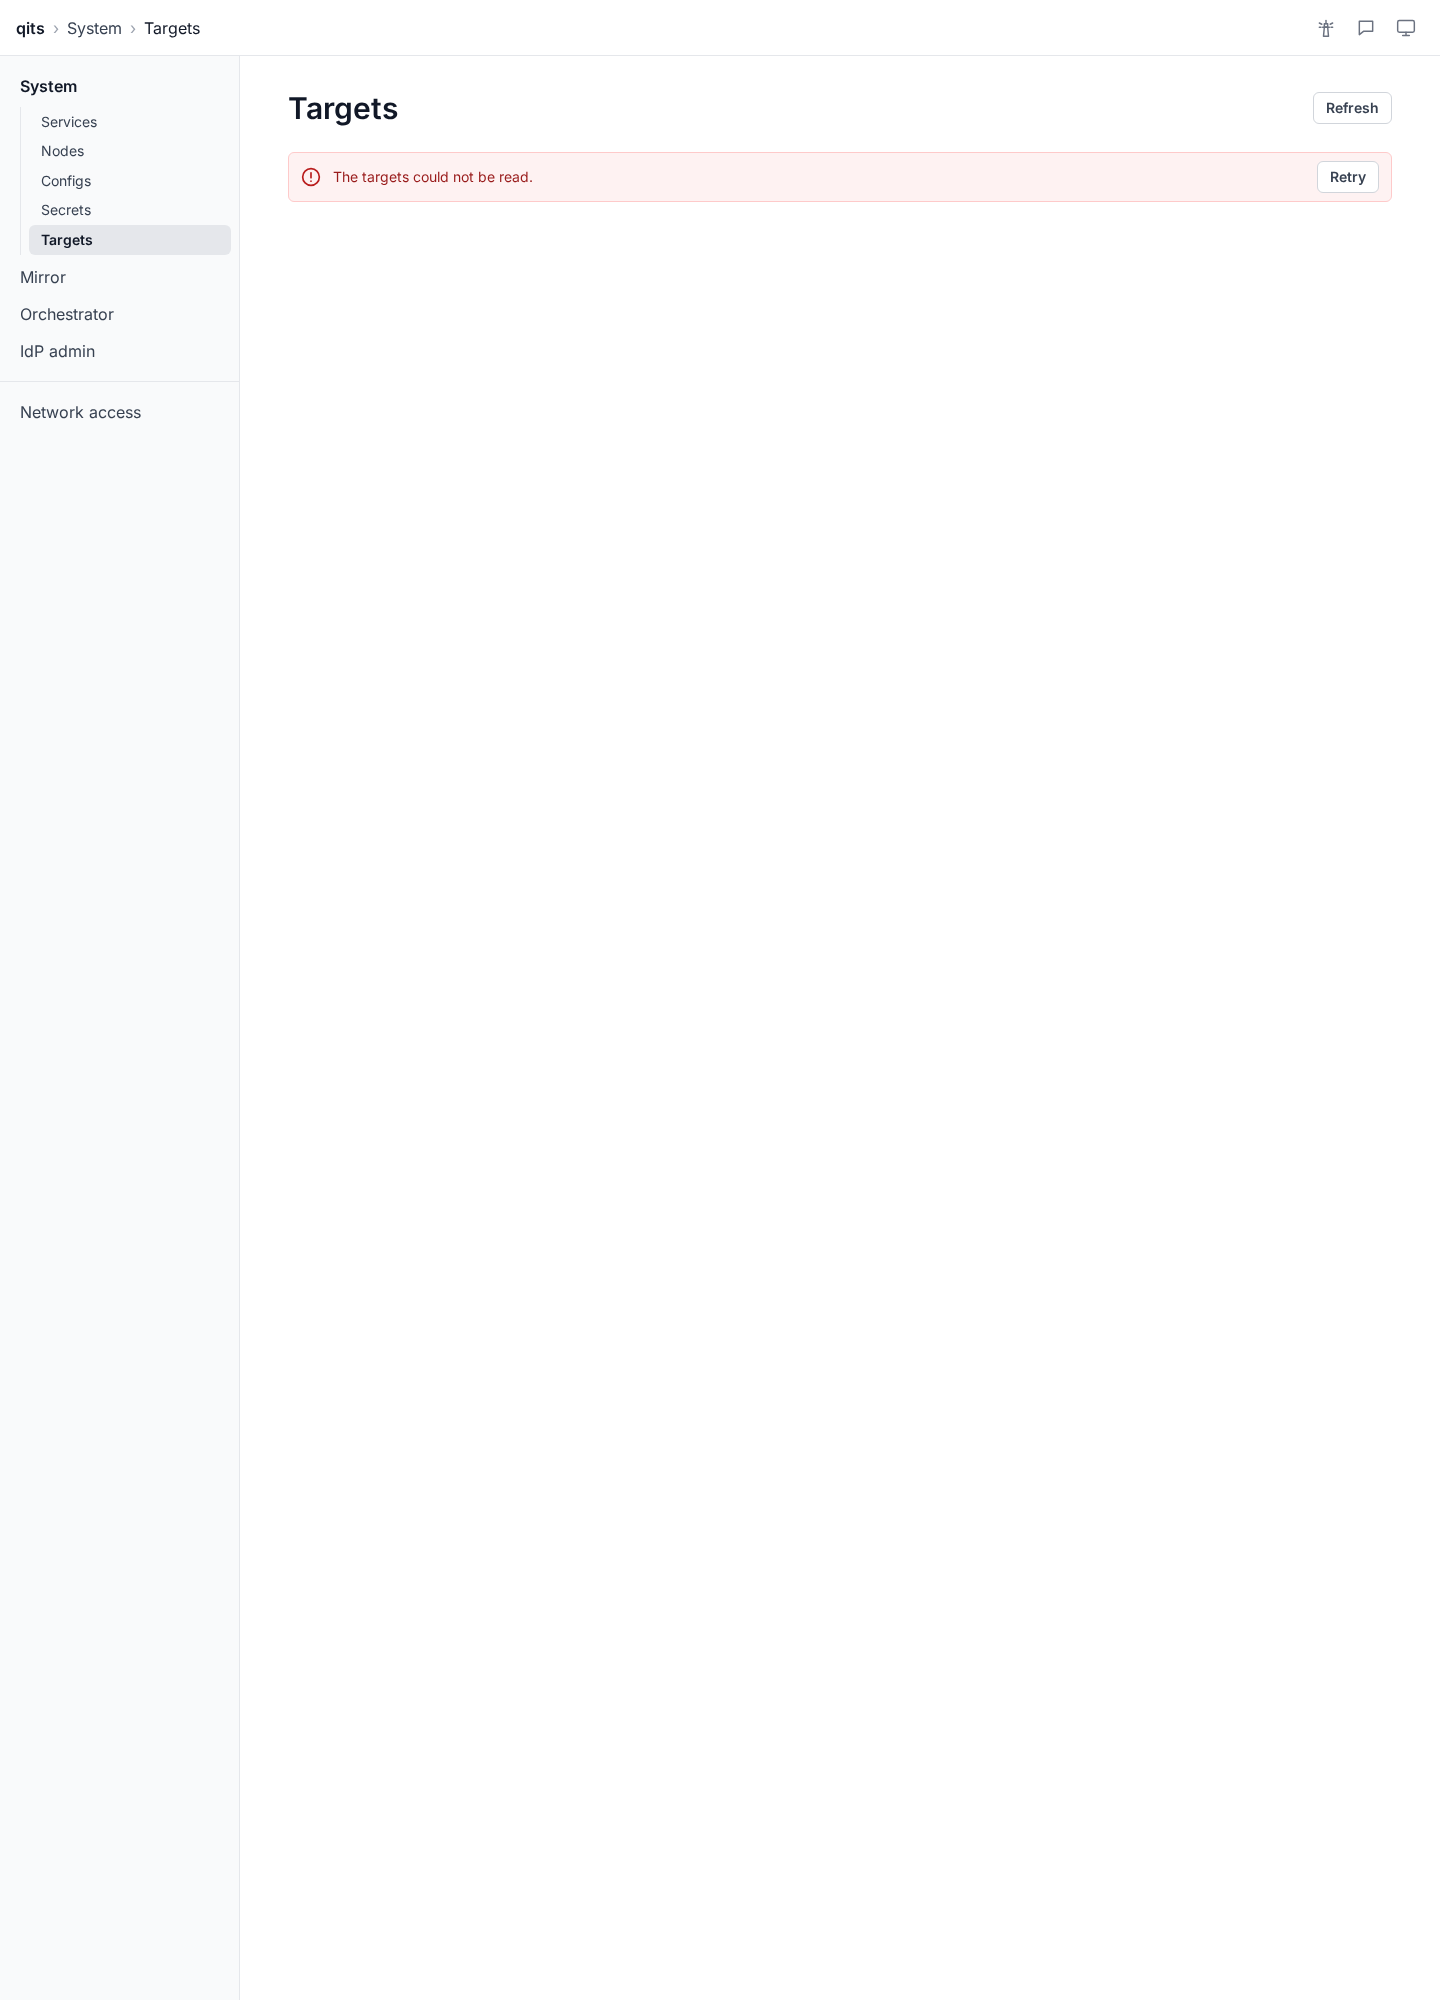 qits › System › Targets
System
Services
Nodes
Configs
Secrets
Targets
Mirror
Orchestrator
IdP admin
Network access
Targets
Refresh
The targets could not be read.
Retry